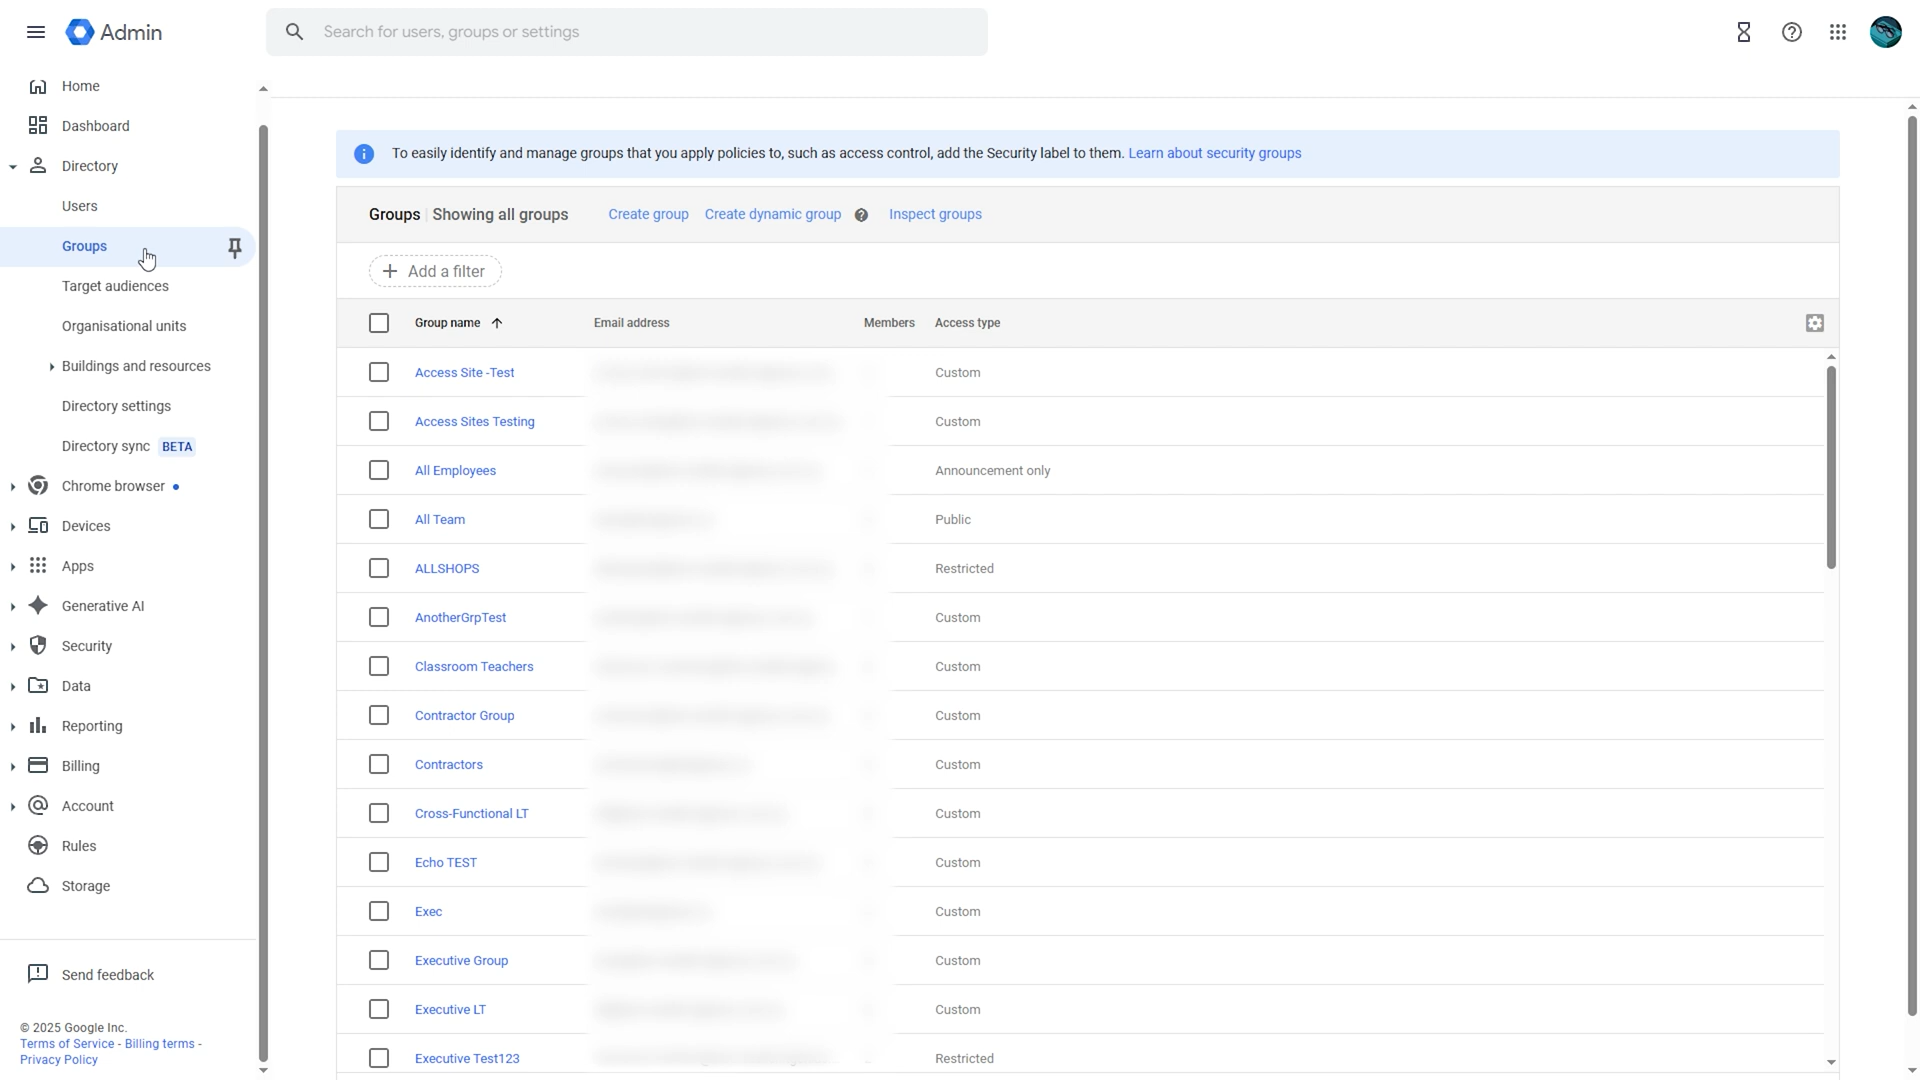 Admin
Search for users, groups or settings
Home
Dashboard
Directory
Users
Groups
Target audiences
Organisational units
Buildings and resources
Directory settings
Directory sync BETA
Chrome browser
Devices
Apps
Generative AI
Security
Data
Reporting
Billing
Account
Rules
Storage
Send feedback
© 2025 Google Inc.
Terms of Service - Billing terms -
Privacy Policy
To easily identify and manage groups that you apply policies to, such as access control, add the Security label to them. Learn about security groups
Groups | Showing all groups Create group Create dynamic group Inspect groups
Add a filter
Group name Email address Members Access type
Access Site -Test Custom
Access Sites Testing Custom
All Employees Announcement only
All Team Public
ALLSHOPS Restricted
AnotherGrpTest Custom
Classroom Teachers Custom
Contractor Group Custom
Contractors Custom
Cross-Functional LT Custom
Echo TEST Custom
Exec Custom
Executive Group Custom
Executive LT Custom
Executive Test123 Restricted